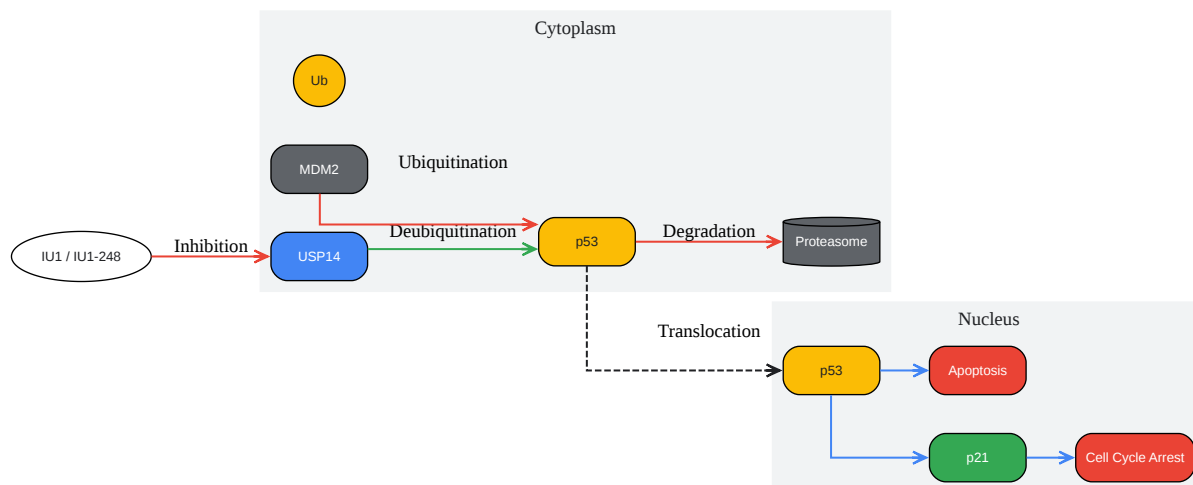 Cytoplasm
Ub
MDM2
Ubiquitination
Deubiquitination
IU1 / IU1-248
Inhibition
USP14
p53
Degradation
Proteasome
Translocation
Nucleus
p53
Apoptosis
p21
Cell Cycle Arrest